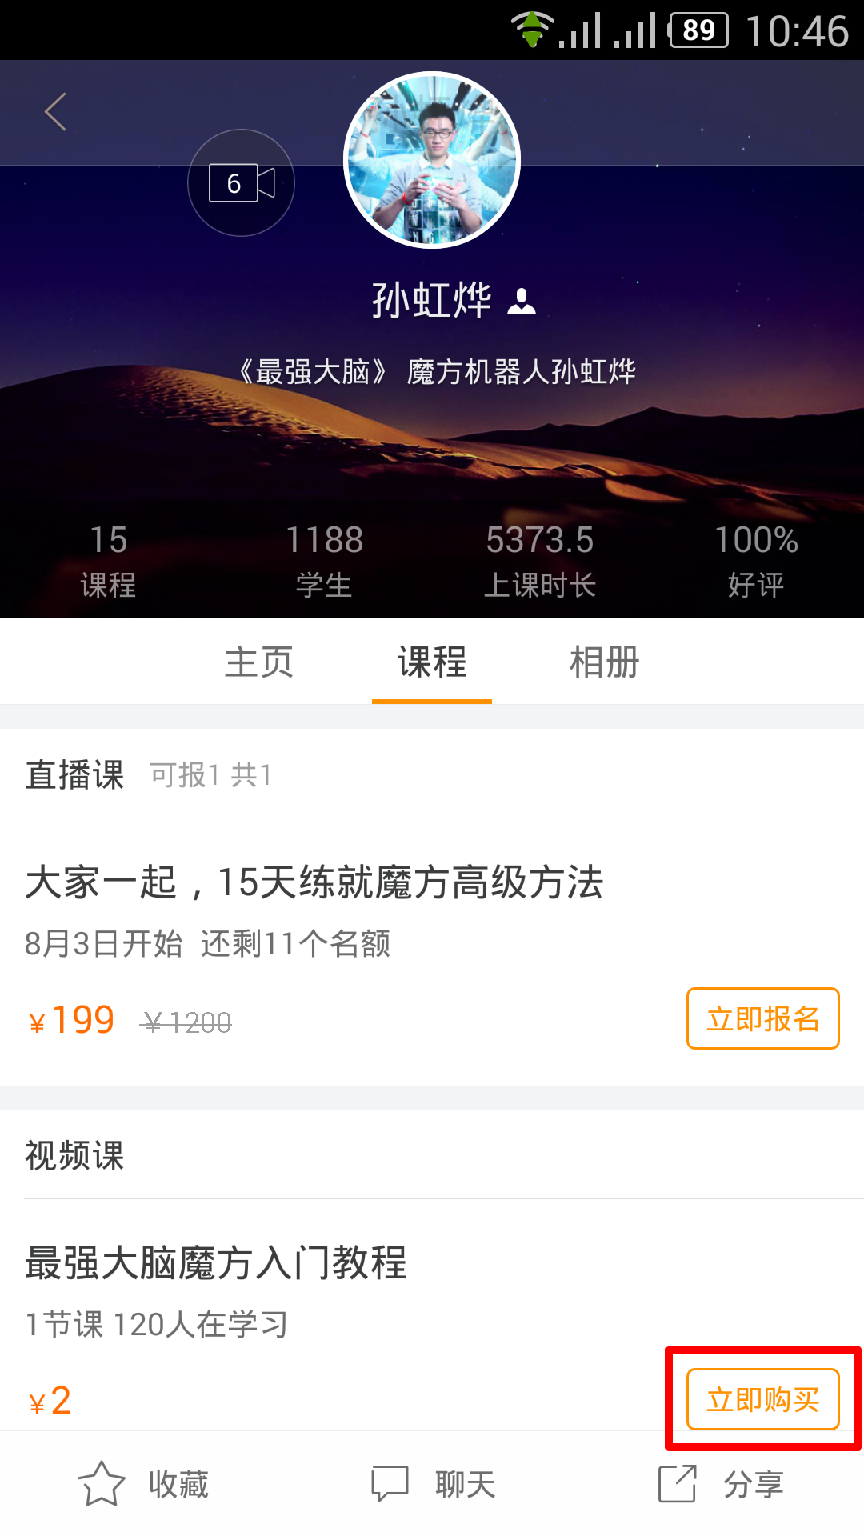 89 10:46
6
孙虹烨
《最强大脑》 魔方机器人孙虹烨
15 1188 5373.5 100%
课程 学生 上课时长 好评
主页 课程 相册
直播课 可报1 共1
大家一起，15天练就魔方高级方法
8月3日开始 还剩11个名额
¥199 ¥1200 立即报名
视频课
最强大脑魔方入门教程
1节课 120人在学习
¥2 立即购买
收藏 聊天 分享